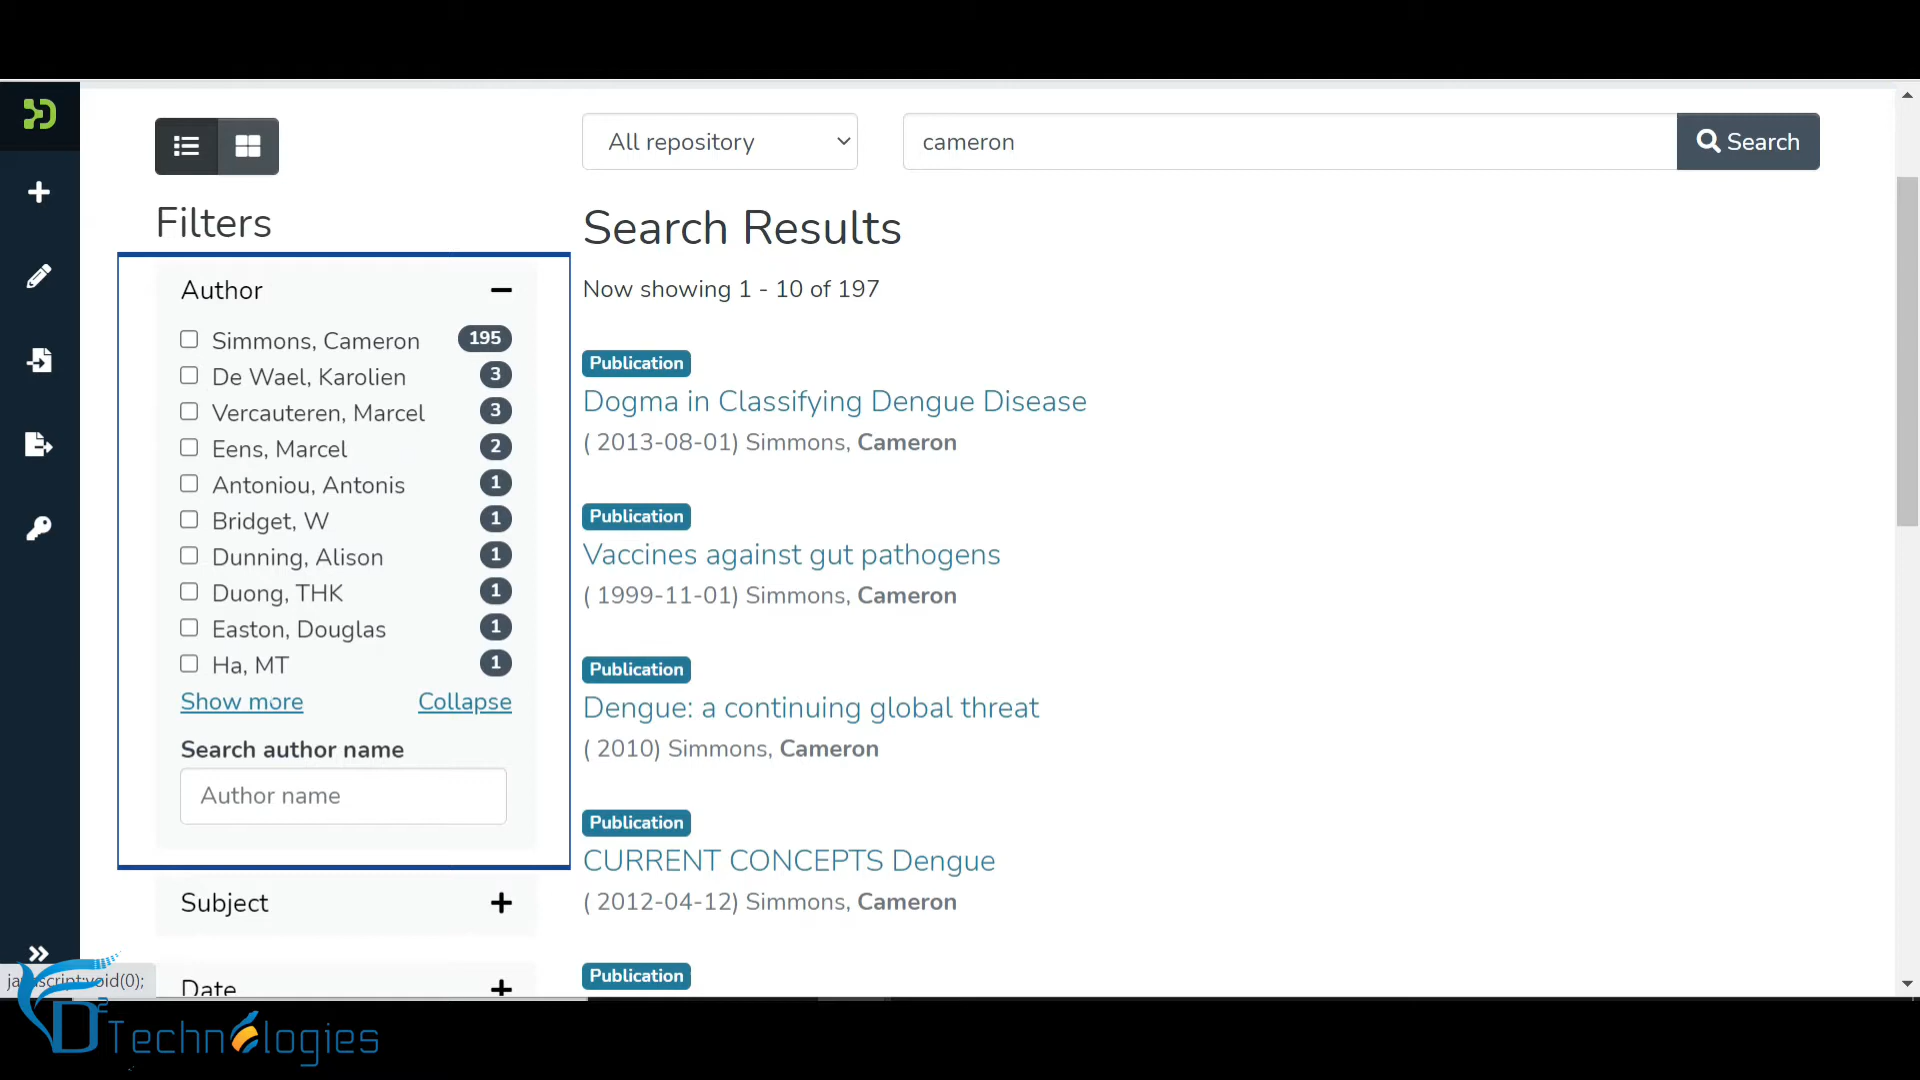 All repository
cameron
Search
Filters
Search Results
Author
Now showing 1 - 10 of 197
Simmons, Cameron 195
De Wael, Karolien 3
Vercauteren, Marcel 3
Eens, Marcel 2
Antoniou, Antonis 1
Bridget, W 1
Dunning, Alison 1
Duong, THK 1
Easton, Douglas 1
Ha, MT 1
Show more Collapse
Search author name
Author name
Subject
Date
Publication
Dogma in Classifying Dengue Disease
( 2013-08-01) Simmons, Cameron
Publication
Vaccines against gut pathogens
( 1999-11-01) Simmons, Cameron
Publication
Dengue: a continuing global threat
( 2010) Simmons, Cameron
Publication
CURRENT CONCEPTS Dengue
( 2012-04-12) Simmons, Cameron
Publication
javascript:void(0);
D2 Technologies